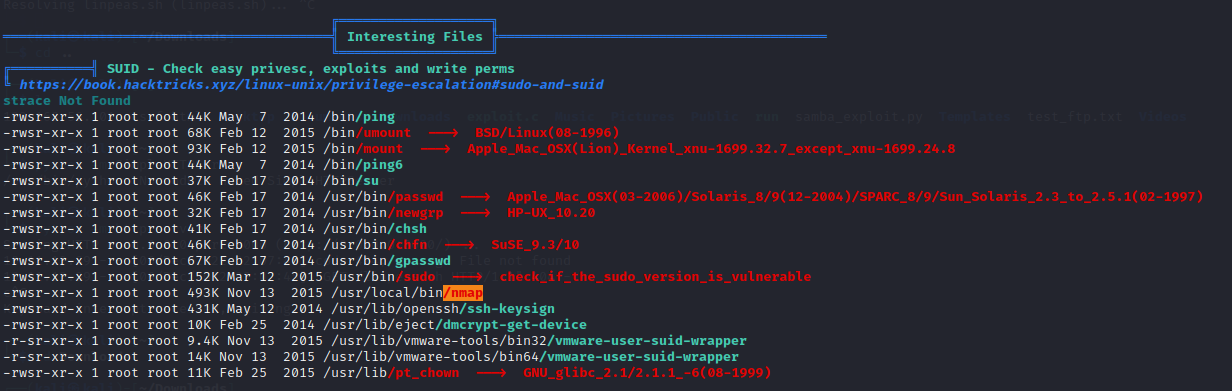 Resolving linpeas.sh (linpeas.sh)... ^C
Interesting Files
SUID - Check easy privesc, exploits and write perms
https://book.hacktricks.xyz/linux-unix/privilege-escalation#sudo-and-suid
strace Not Found
-rwsr-xr-x 1 root root 44K May  7  2014 /bin/ping
-rwsr-xr-x 1 root root 68K Feb 12  2015 /bin/umount  --->  BSD/Linux(08-1996)
-rwsr-xr-x 1 root root 93K Feb 12  2015 /bin/mount  --->  Apple_Mac_OSX(Lion)_Kernel_xnu-1699.32.7_except_xnu-1699.24.8
-rwsr-xr-x 1 root root 44K May  7  2014 /bin/ping6
-rwsr-xr-x 1 root root 37K Feb 17  2014 /bin/su
-rwsr-xr-x 1 root root 46K Feb 17  2014 /usr/bin/passwd  --->  Apple_Mac_OSX(03-2006)/Solaris_8/9(12-2004)/SPARC_8/9/Sun_Solaris_2.3_to_2.5.1(02-1997)
-rwsr-xr-x 1 root root 32K Feb 17  2014 /usr/bin/newgrp  --->  HP-UX_10.20
-rwsr-xr-x 1 root root 41K Feb 17  2014 /usr/bin/chsh
-rwsr-xr-x 1 root root 46K Feb 17  2014 /usr/bin/chfn  --->  SuSE_9.3/10
-rwsr-xr-x 1 root root 67K Feb 17  2014 /usr/bin/gpasswd
-rwsr-xr-x 1 root root 152K Mar 12  2015 /usr/bin/sudo  --->  check_if_the_sudo_version_is_vulnerable
-rwsr-xr-x 1 root root 493K Nov 13  2015 /usr/local/bin/nmap
-rwsr-xr-x 1 root root 431K May 12  2014 /usr/lib/openssh/ssh-keysign
-rwsr-xr-x 1 root root 10K Feb 25  2014 /usr/lib/eject/dmcrypt-get-device
-r-sr-xr-x 1 root root 9.4K Nov 13  2015 /usr/lib/vmware-tools/bin32/vmware-user-suid-wrapper
-r-sr-xr-x 1 root root 14K Nov 13  2015 /usr/lib/vmware-tools/bin64/vmware-user-suid-wrapper
-rwsr-xr-x 1 root root 11K Feb 25  2014 /usr/lib/pt_chown  --->  GNU_glibc_2.1/2.1.1_-6(08-1999)